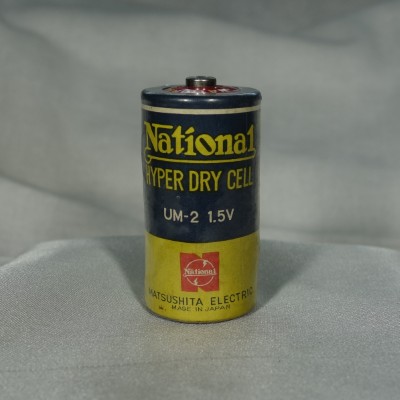 National
HYPER DRY CELL
UM-2 1.5V
National
MATSUSHITA ELECTRIC
MADE IN JAPAN